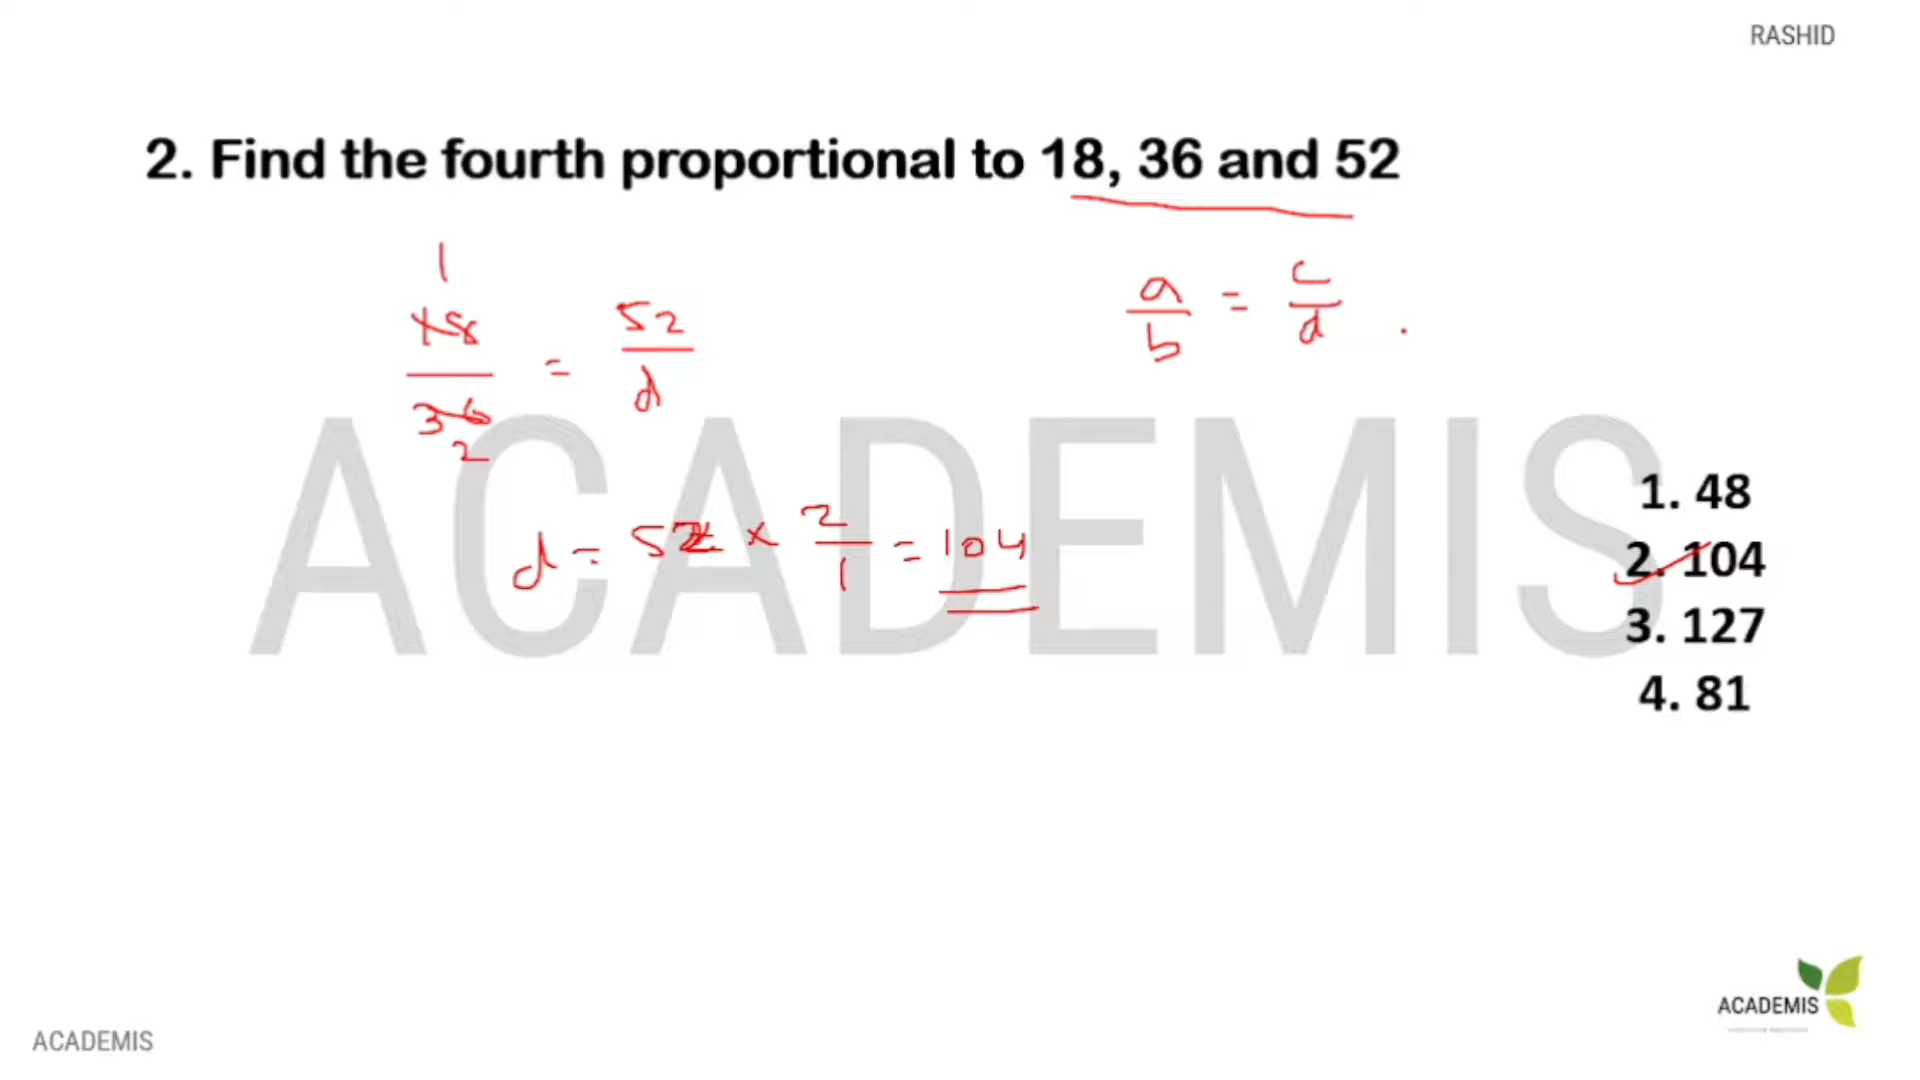 RASHID
2. Find the fourth proportional to 18, 36 and 52
1
18
36
2
=
52
d
a
b
=
c
d
d = 52 × 2/1 = 104
1. 48
2. 104
3. 127
4. 81
ACADEMIS
ACADEMIS
ACADEMIS